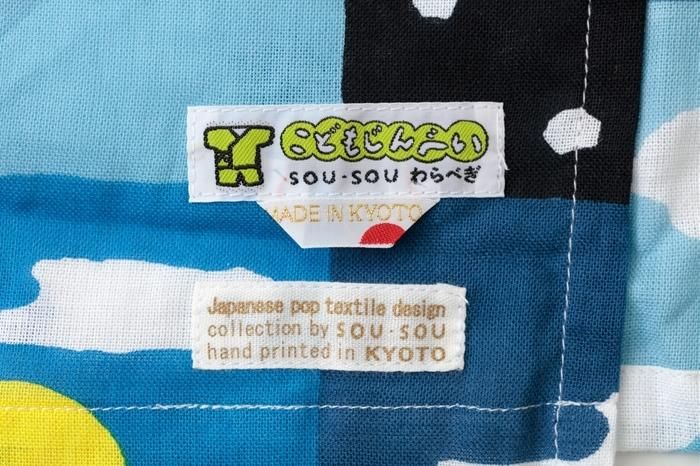 こどもじんべい
SOU・SOU わらべぎ
MADE IN KYOTO
Japanese pop textile design
collection by SOU・SOU
hand printed in KYOTO